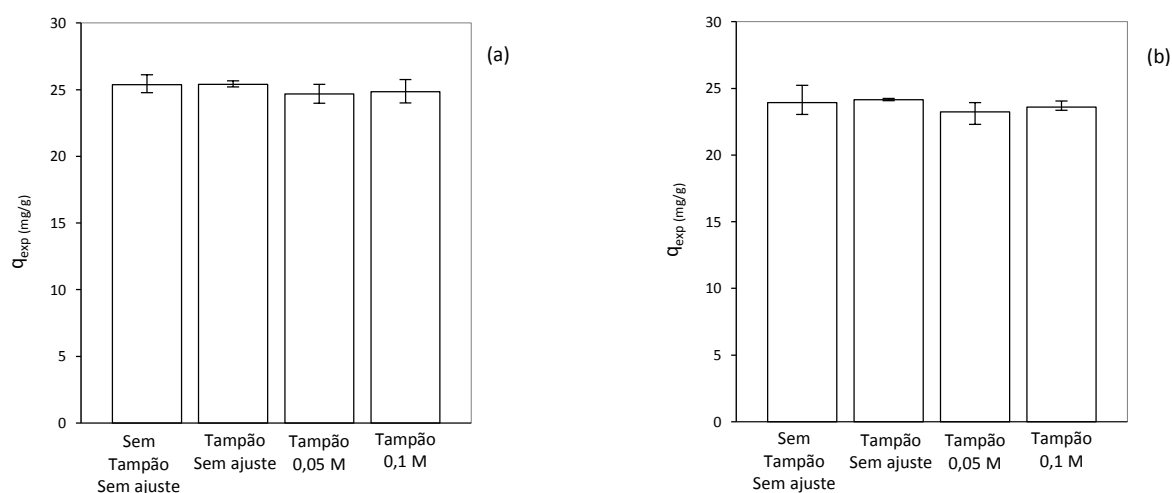 30
25
20
15
10
5
0
q_exp (mg/g)
Sem
Tampão
Sem ajuste
Tampão
Sem ajuste
Tampão
0,05 M
Tampão
0,1 M
(a)
30
25
20
15
10
5
0
q_exp (mg/g)
Sem
Tampão
Sem ajuste
Tampão
Sem ajuste
Tampão
0,05 M
Tampão
0,1 M
(b)